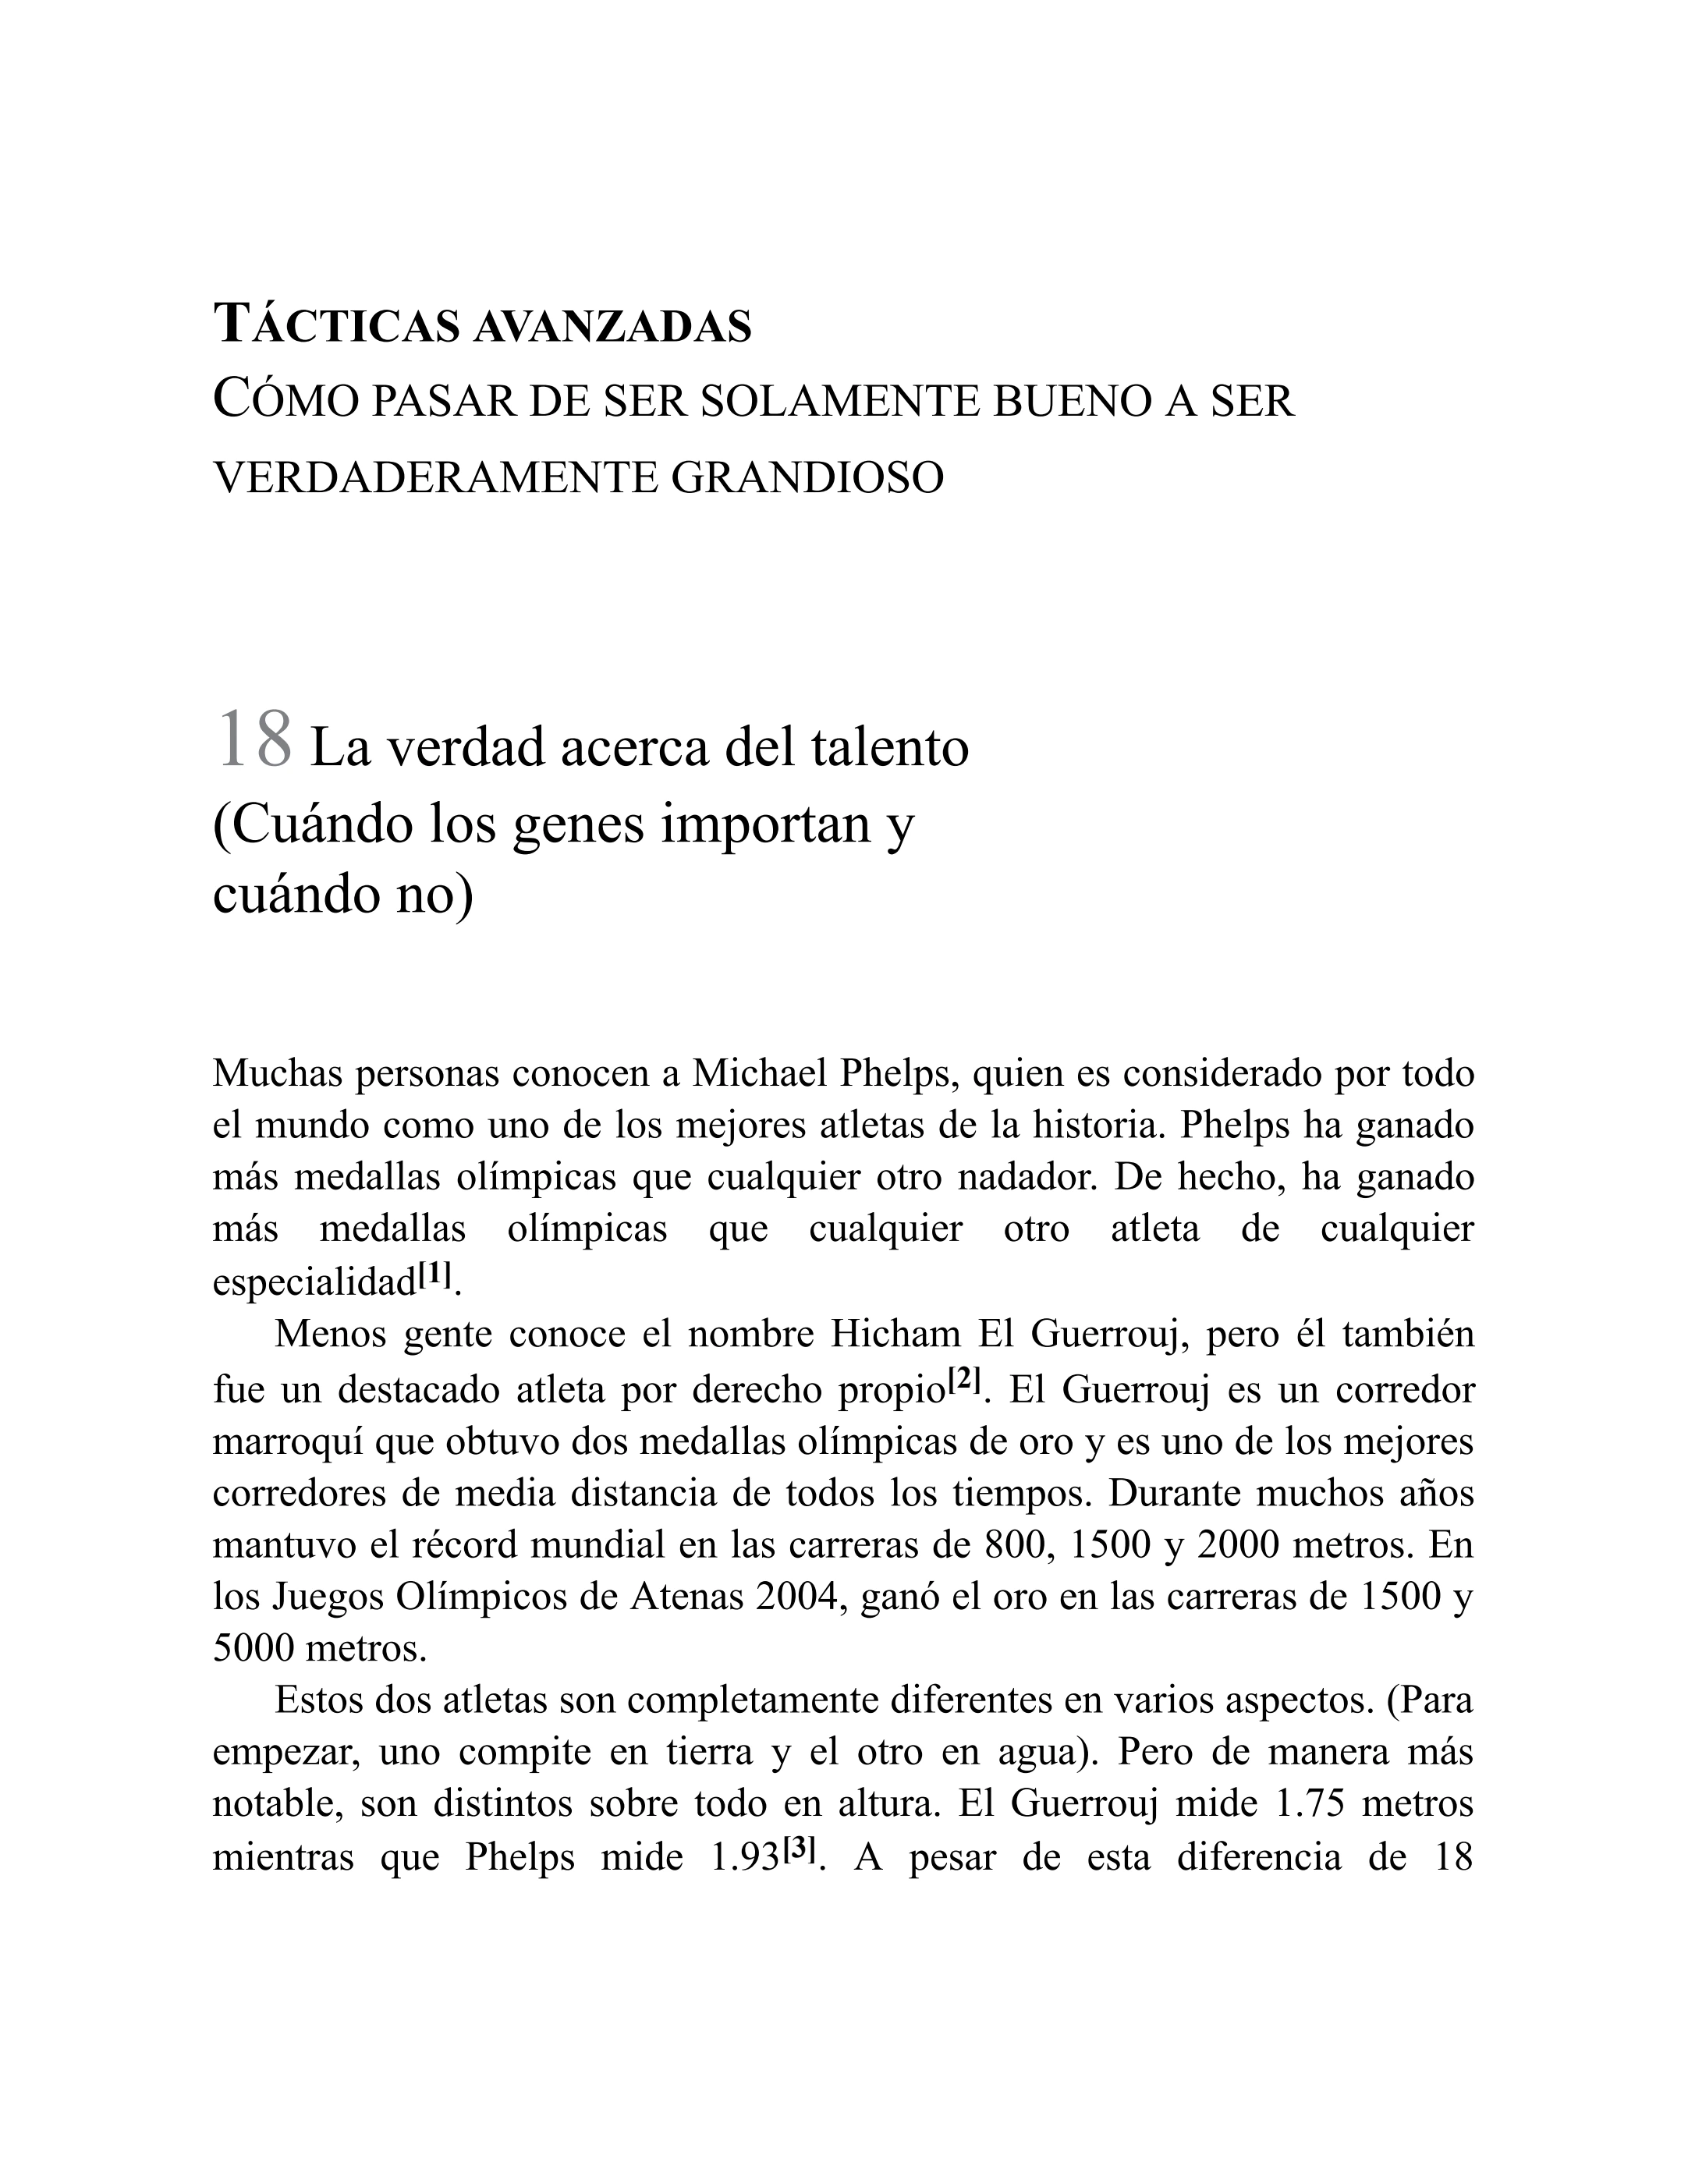 TÁCTICAS AVANZADAS
CÓMO PASAR DE SER SOLAMENTE BUENO A SER
VERDADERAMENTE GRANDIOSO
18 La verdad acerca del talento
(Cuándo los genes importan y
cuándo no)
Muchas personas conocen a Michael Phelps, quien es considerado por todo
el mundo como uno de los mejores atletas de la historia. Phelps ha ganado
más medallas olímpicas que cualquier otro nadador. De hecho, ha ganado
más medallas olímpicas que cualquier otro atleta de cualquier
especialidad[1].
Menos gente conoce el nombre Hicham El Guerrouj, pero él también
fue un destacado atleta por derecho propio[2]. El Guerrouj es un corredor
marroquí que obtuvo dos medallas olímpicas de oro y es uno de los mejores
corredores de media distancia de todos los tiempos. Durante muchos años
mantuvo el récord mundial en las carreras de 800, 1500 y 2000 metros. En
los Juegos Olímpicos de Atenas 2004, ganó el oro en las carreras de 1500 y
5000 metros.
Estos dos atletas son completamente diferentes en varios aspectos. (Para
empezar, uno compite en tierra y el otro en agua). Pero de manera más
notable, son distintos sobre todo en altura. El Guerrouj mide 1.75 metros
mientras que Phelps mide 1.93[3]. A pesar de esta diferencia de 18